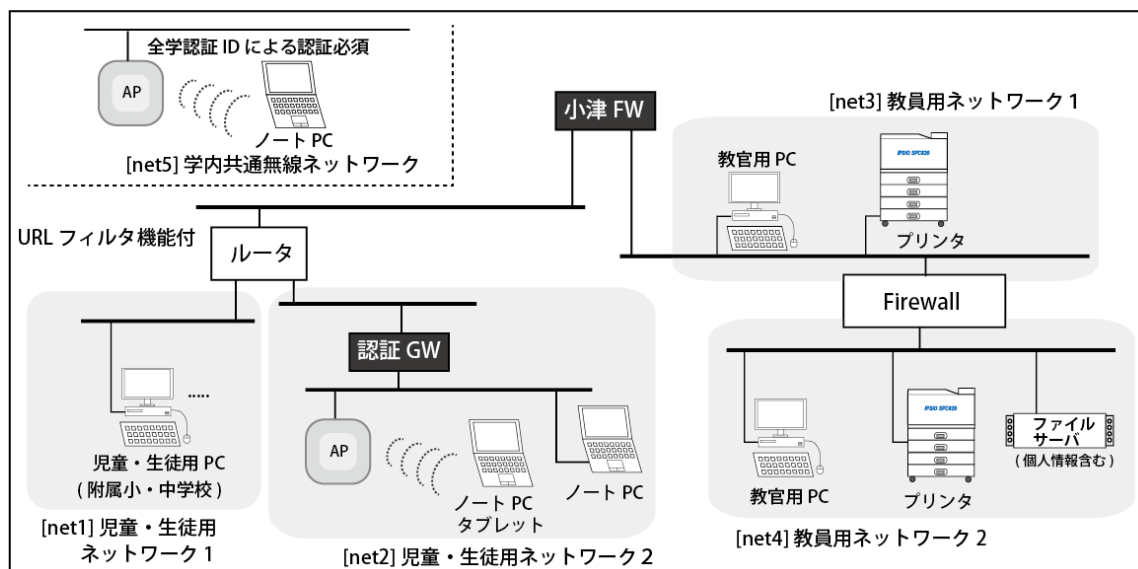 全学認証 ID による認証必須
AP
ノート PC
[net5] 学内共通無線ネットワーク
小津 FW
[net3] 教員用ネットワーク 1
教官用 PC
IPSIO SPC820
プリンタ
URL フィルタ機能付
ルータ
Firewall
認証 GW
.....
児童・生徒用 PC
( 附属小・中学校 )
[net1] 児童・生徒用
ネットワーク 1
AP
ノート PC
タブレット
ノート PC
[net2] 児童・生徒用ネットワーク 2
IPSIO SPC820
教官用 PC
プリンタ
ファイル
サーバ
( 個人情報含む )
[net4] 教員用ネットワーク 2